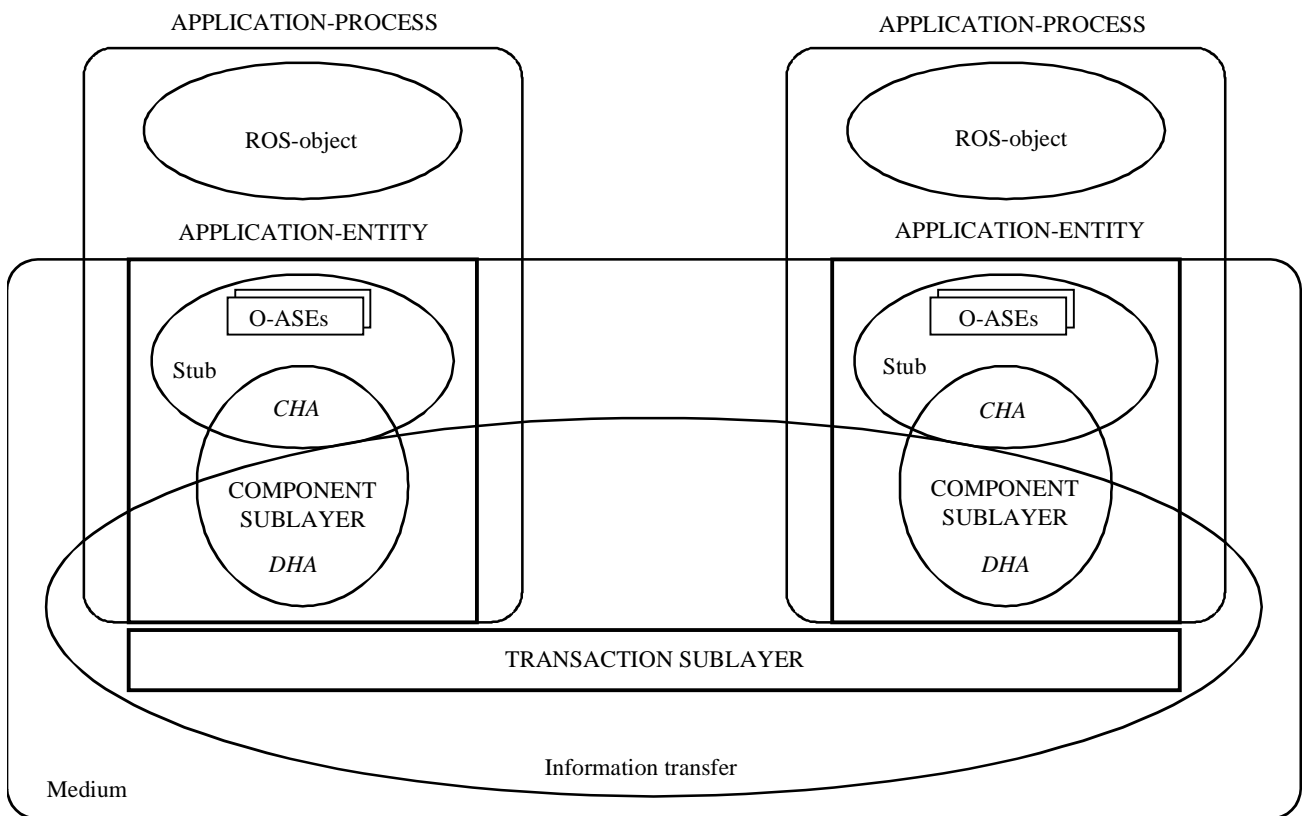 APPLICATION-PROCESS
APPLICATION-PROCESS
ROS-object
ROS-object
APPLICATION-ENTITY
APPLICATION-ENTITY
O-ASEs
O-ASEs
Stub
Stub
CHA
CHA
COMPONENT
SUBLAYER
COMPONENT
SUBLAYER
DHA
DHA
TRANSACTION SUBLAYER
Information transfer
Medium